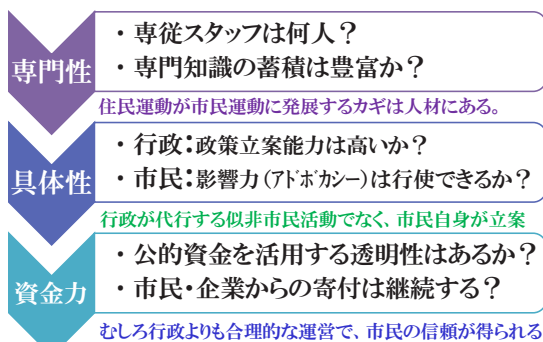 専門性
・専従スタッフは何人？
・専門知識の蓄積は豊富か？
住民運動が市民運動に発展するカギは人材にある。
具体性
・行政：政策立案能力は高いか？
・市民：影響力（アドボカシー）は行使できるか？
行政が代行する似非市民活動でなく、市民自身が立案
資金力
・公的資金を活用する透明性はあるか？
・市民・企業からの寄付は継続する？
むしろ行政よりも合理的な運営で、市民の信頼が得られる